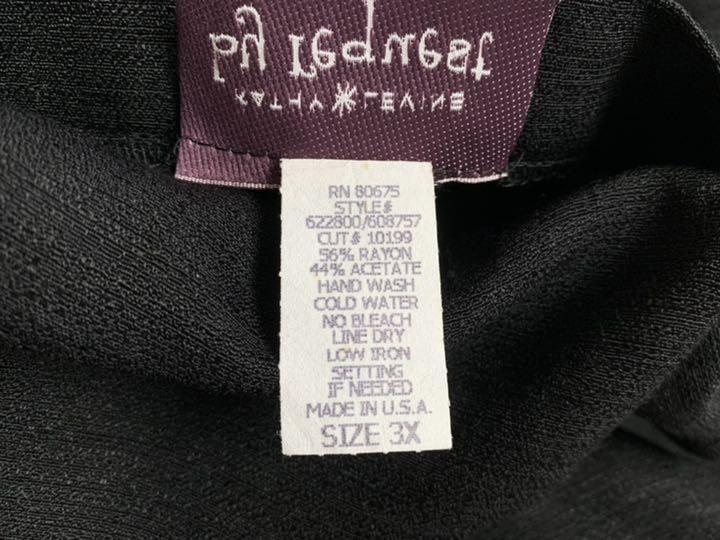 by request
KATHY LEVINE
RN 80675
STYLE#
622800/608757
CUT# 10199
56% RAYON
44% ACETATE
HAND WASH
COLD WATER
NO BLEACH
LINE DRY
LOW IRON
SETTING
IF NEEDED
MADE IN U.S.A.
SIZE 3X